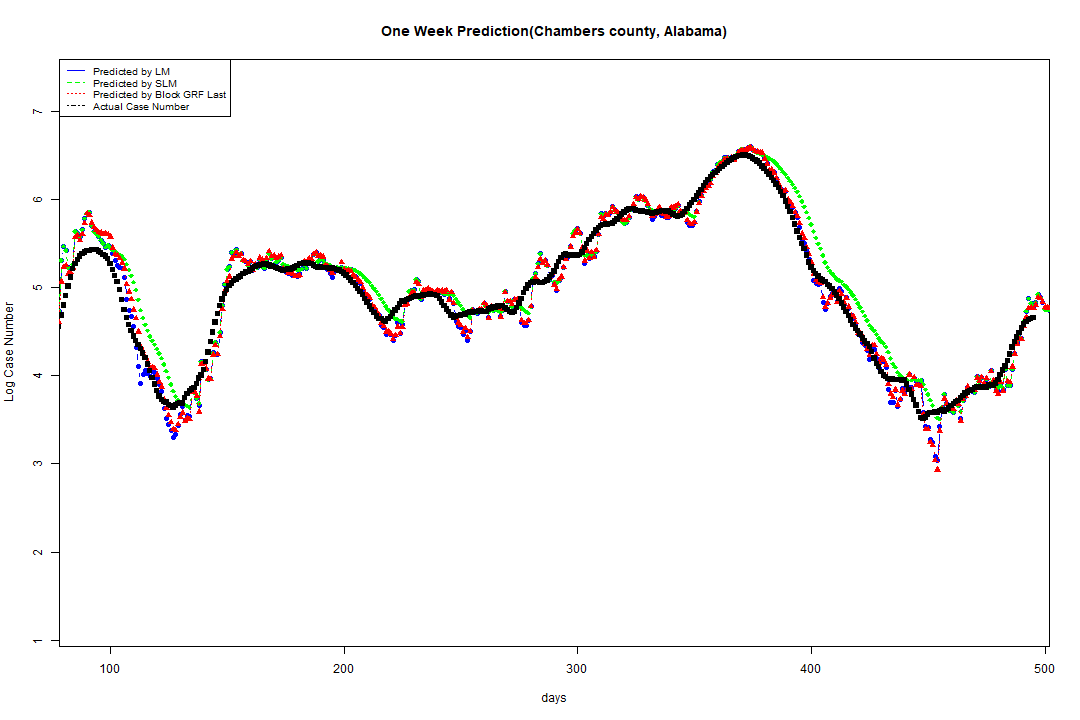 One Week Prediction(Chambers county, Alabama)
Predicted by LM
Predicted by SLM
Predicted by Block GRF Last
Actual Case Number
7
6
5
4
3
2
1
Log Case Number
100 200 300 400 500
days